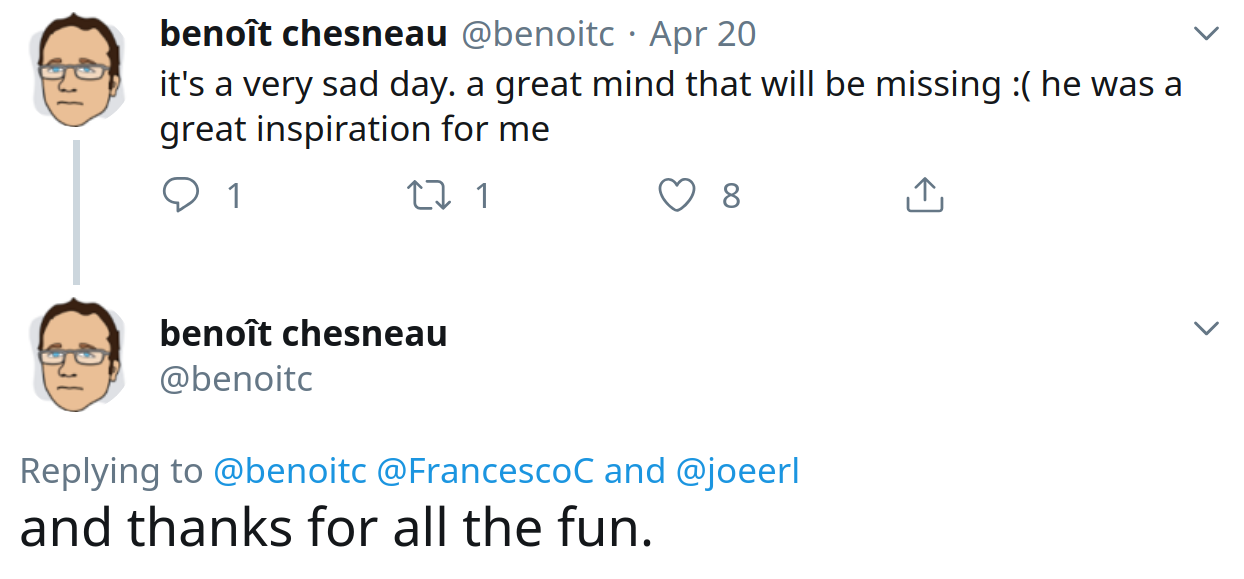 benoît chesneau @benoitc · Apr 20
it's a very sad day. a great mind that will be missing :( he was a
great inspiration for me
1 1 8
benoît chesneau
@benoitc
Replying to @benoitc @FrancescoC and @joeerl
and thanks for all the fun.